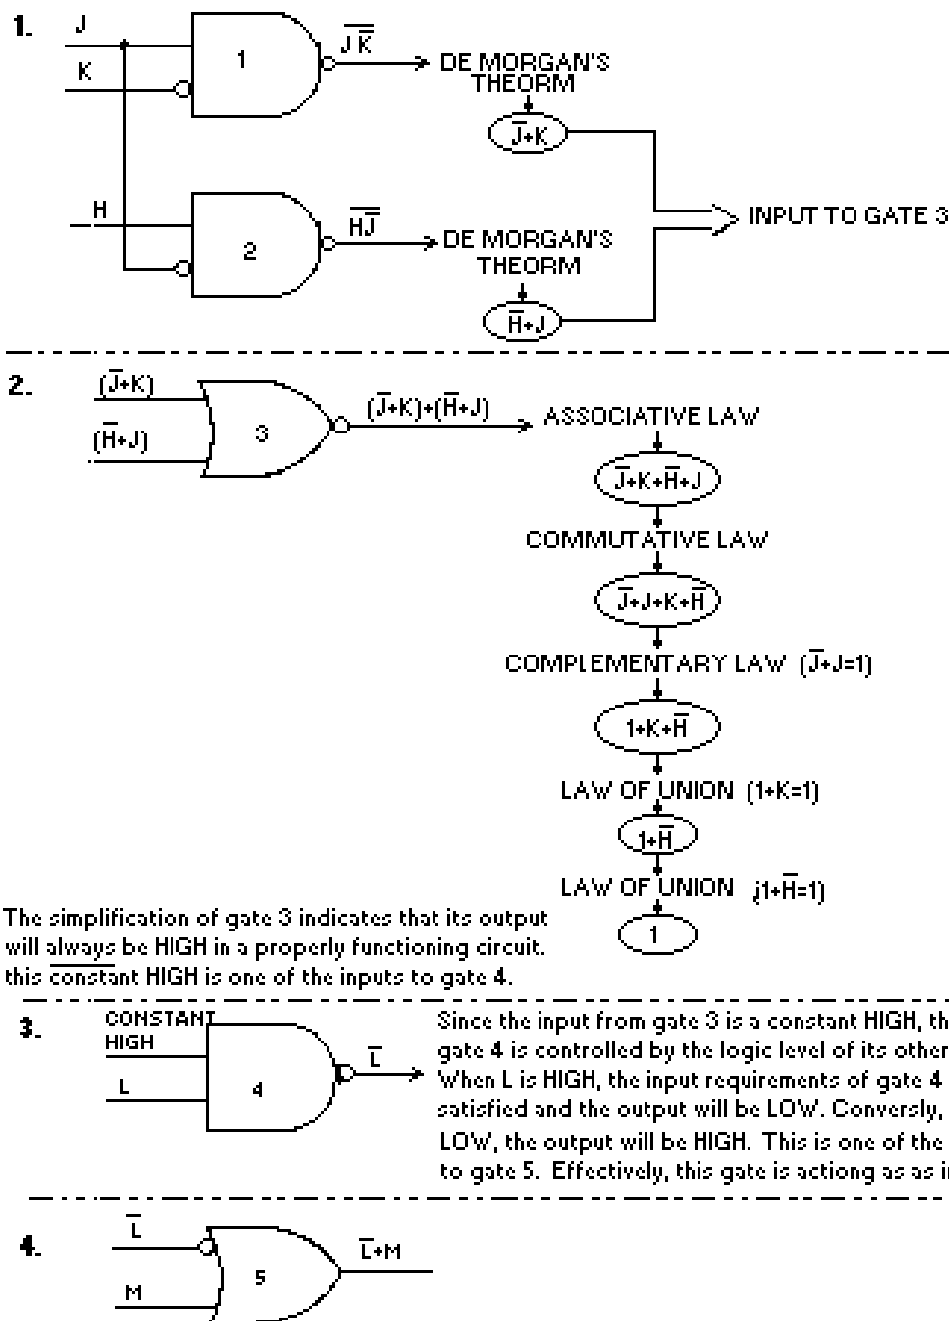 1.
J
K
1
J K̅
DE MORGAN'S
THEORM
J̅+K
H
2
H̅J̅
DE MORGAN'S
THEORM
H̅+J
INPUT TO GATE 3
2.
(J̅+K)
(H̅+J)
3
(J̅+K)+(H̅+J)
ASSOCIATIVE LAW
J̅+K+H̅+J
COMMUTATIVE LAW
J̅+J+K+H̅
COMPLEMENTARY LAW (J̅+J=1)
1+K+H̅
LAW OF UNION (1+K=1)
1+H̅
LAW OF UNION (1+H̅=1)
1
The simplification of gate 3 indicates that its output
will always be HIGH in a properly functioning circuit.
this constant HIGH is one of the inputs to gate 4.
3.
CONSTANT
HIGH
L
4
L̅
Since the input from gate 3 is a constant HIGH, th
gate 4 is controlled by the logic level of its other
When L is HIGH, the input requirements of gate 4
satisfied and the output will be LOW. Conversly,
LOW, the output will be HIGH. This is one of the
to gate 5. Effectively, this gate is actiong as as i
4.
L̅
M
5
L̅+M